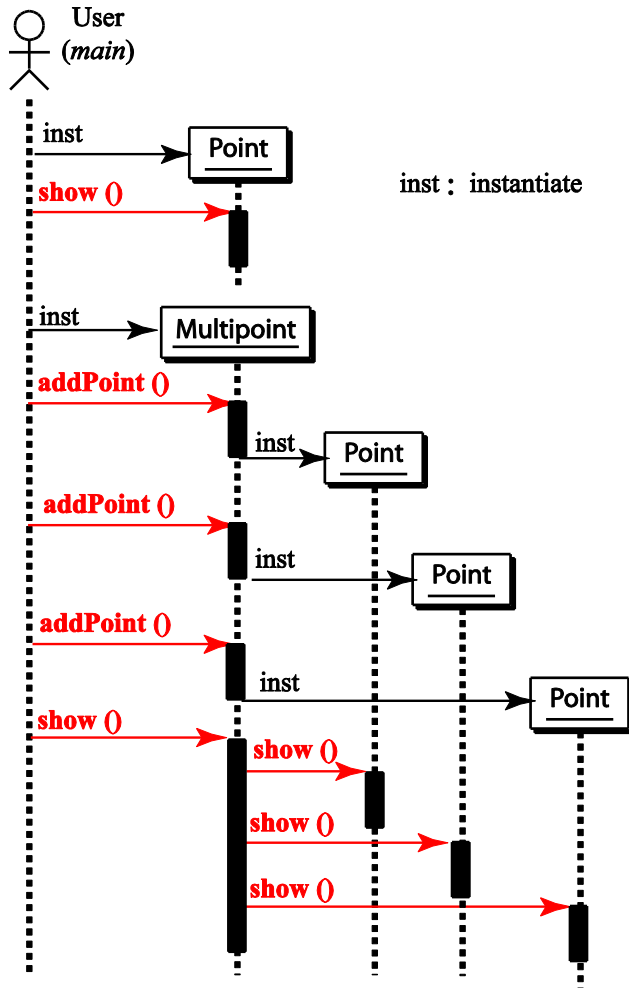 User
(main)
inst
Point
show ()
inst : instantiate
inst
Multipoint
addPoint ()
inst
Point
addPoint ()
inst
Point
addPoint ()
inst
Point
show ()
show ()
show ()
show ()